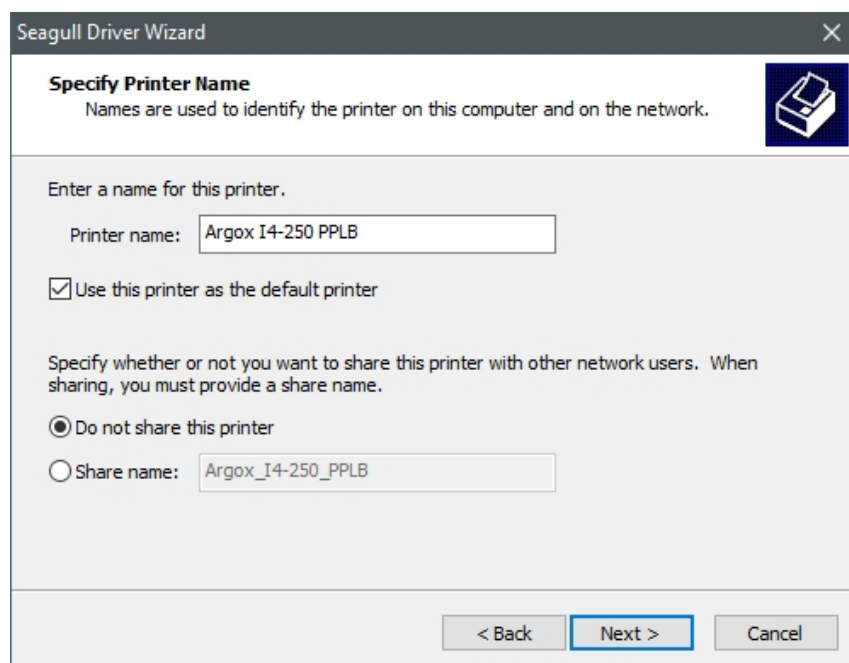 Seagull Driver Wizard
Specify Printer Name
Names are used to identify the printer on this computer and on the network.
Enter a name for this printer.
Printer name: Argox I4-250 PPLB
Use this printer as the default printer
Specify whether or not you want to share this printer with other network users. When
sharing, you must provide a share name.
Do not share this printer
Share name: Argox_I4-250_PPLB
< Back Next > Cancel